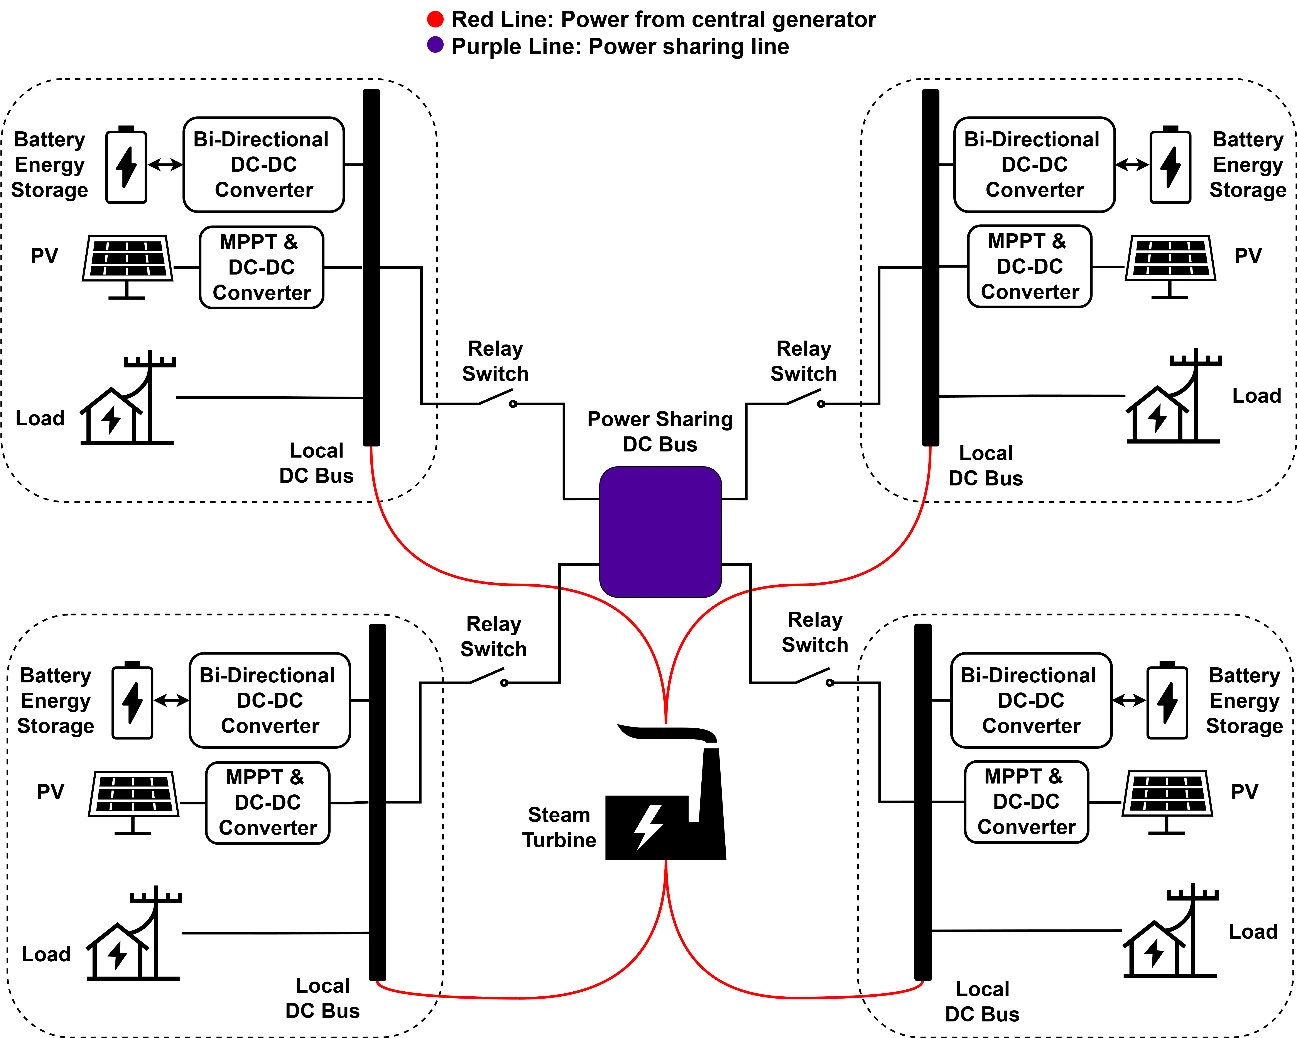 Red Line: Power from central generator
Purple Line: Power sharing line
Battery
Energy
Storage
Bi-Directional
DC-DC
Converter
PV
MPPT &
DC-DC
Converter
Load
Local
DC Bus
Relay
Switch
Bi-Directional
DC-DC
Converter
Battery
Energy
Storage
MPPT &
DC-DC
Converter
PV
Load
Local
DC Bus
Relay
Switch
Power Sharing
DC Bus
Battery
Energy
Storage
Bi-Directional
DC-DC
Converter
PV
MPPT &
DC-DC
Converter
Load
Local
DC Bus
Relay
Switch
Steam
Turbine
Relay
Switch
Bi-Directional
DC-DC
Converter
Battery
Energy
Storage
MPPT &
DC-DC
Converter
PV
Load
Local
DC Bus